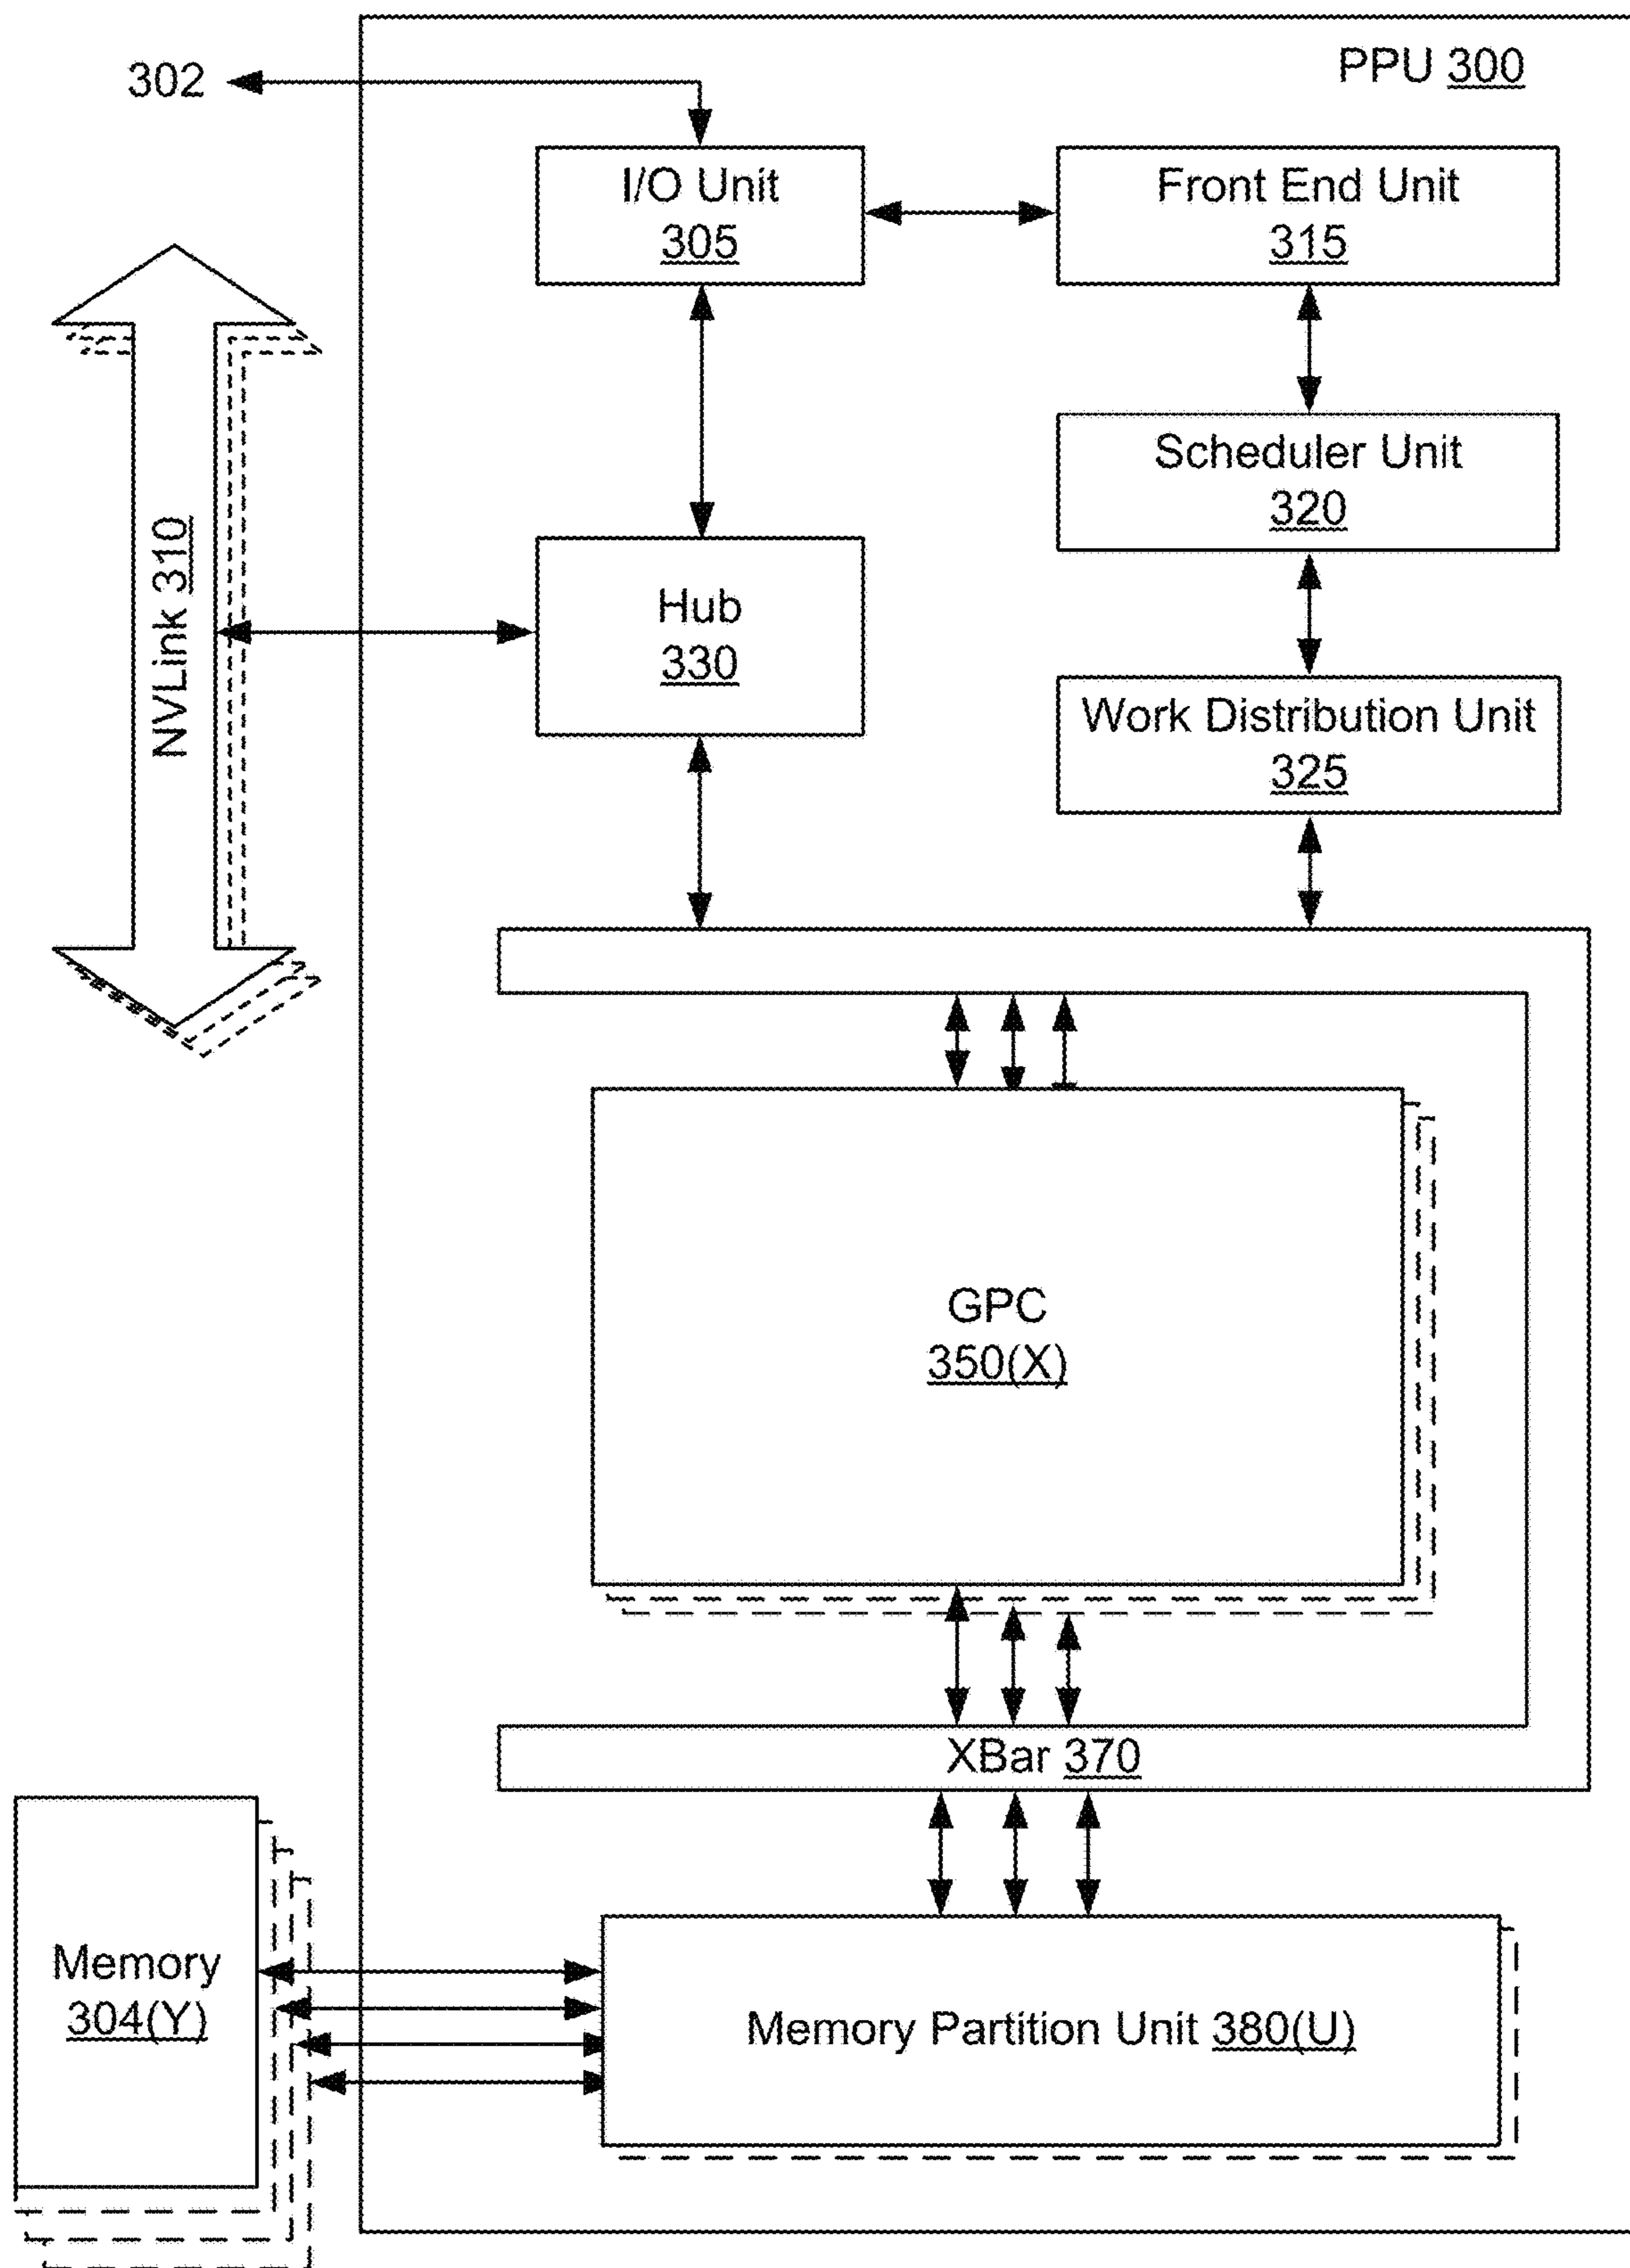 PPU 300
302
I/O Unit
305
Front End Unit
315
Scheduler Unit
320
NVLink 310
Hub
330
Work Distribution Unit
325
GPC
350(X)
XBar 370
Memory
304(Y)
Memory Partition Unit 380(U)